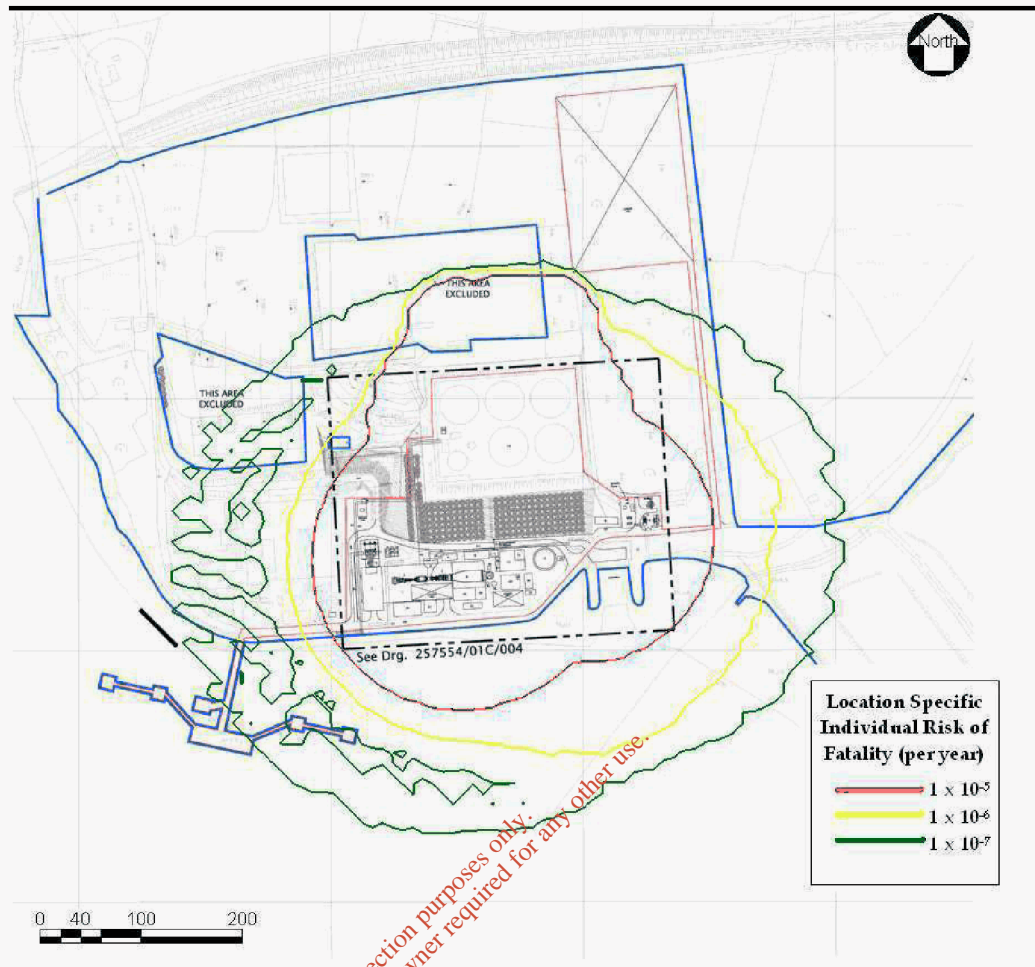 North
THIS AREA
EXCLUDED
THIS AREA
EXCLUDED
See Drg. 257554/01C/004
Location Specific
Individual Risk of
Fatality (per year)
1 x 10⁻⁵
1 x 10⁻⁶
1 x 10⁻⁷
ection purposes only.
wner required for any other use.
0 40 100 200